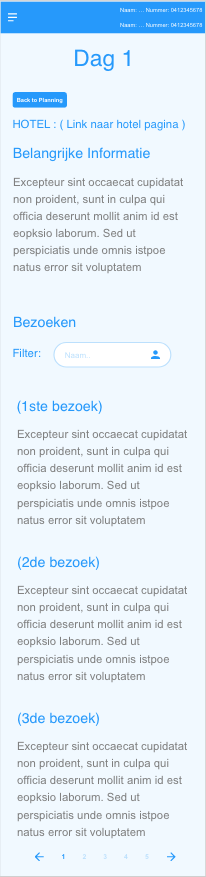 Naam: ... Nummer: 0412345678
Naam: ... Nummer: 0412345678
Dag 1
Back to Planning
HOTEL : ( Link naar hotel pagina )
Belangrijke Informatie
Excepteur sint occaecat cupidatat
non proident, sunt in culpa qui
officia deserunt mollit anim id est
eopksio laborum. Sed ut
perspiciatis unde omnis istpoe
natus error sit voluptatem
Bezoeken
Filter:
Naam..
(1ste bezoek)
Excepteur sint occaecat cupidatat
non proident, sunt in culpa qui
officia deserunt mollit anim id est
eopksio laborum. Sed ut
perspiciatis unde omnis istpoe
natus error sit voluptatem
(2de bezoek)
Excepteur sint occaecat cupidatat
non proident, sunt in culpa qui
officia deserunt mollit anim id est
eopksio laborum. Sed ut
perspiciatis unde omnis istpoe
natus error sit voluptatem
(3de bezoek)
Excepteur sint occaecat cupidatat
non proident, sunt in culpa qui
officia deserunt mollit anim id est
eopksio laborum. Sed ut
perspiciatis unde omnis istpoe
natus error sit voluptatem
1 2 3 4 5